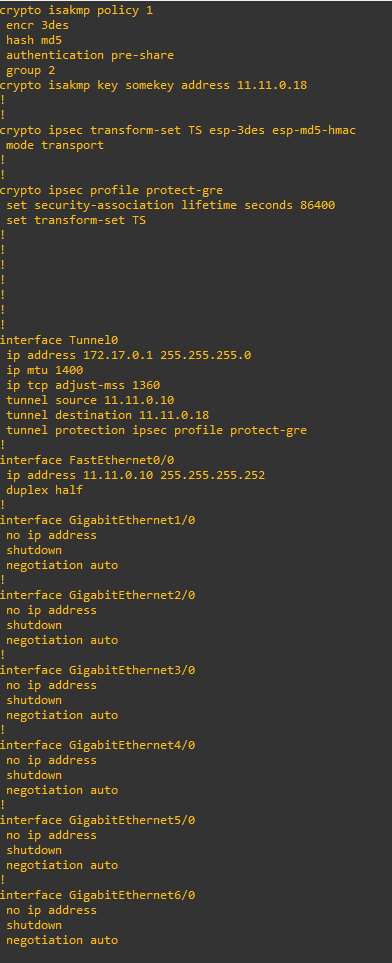 crypto isakmp policy 1
encr 3des
hash md5
authentication pre-share
group 2
crypto isakmp key somekey address 11.11.0.18
!
!
crypto ipsec transform-set TS esp-3des esp-md5-hmac
mode transport
!
!
crypto ipsec profile protect-gre
set security-association lifetime seconds 86400
set transform-set TS
!
!
!
!
!
!
!
interface Tunnel0
ip address 172.17.0.1 255.255.255.0
ip mtu 1400
ip tcp adjust-mss 1360
tunnel source 11.11.0.10
tunnel destination 11.11.0.18
tunnel protection ipsec profile protect-gre
!
interface FastEthernet0/0
ip address 11.11.0.10 255.255.255.252
duplex half
!
interface GigabitEthernet1/0
no ip address
shutdown
negotiation auto
!
interface GigabitEthernet2/0
no ip address
shutdown
negotiation auto
!
interface GigabitEthernet3/0
no ip address
shutdown
negotiation auto
!
interface GigabitEthernet4/0
no ip address
shutdown
negotiation auto
!
interface GigabitEthernet5/0
no ip address
shutdown
negotiation auto
!
interface GigabitEthernet6/0
no ip address
shutdown
negotiation auto